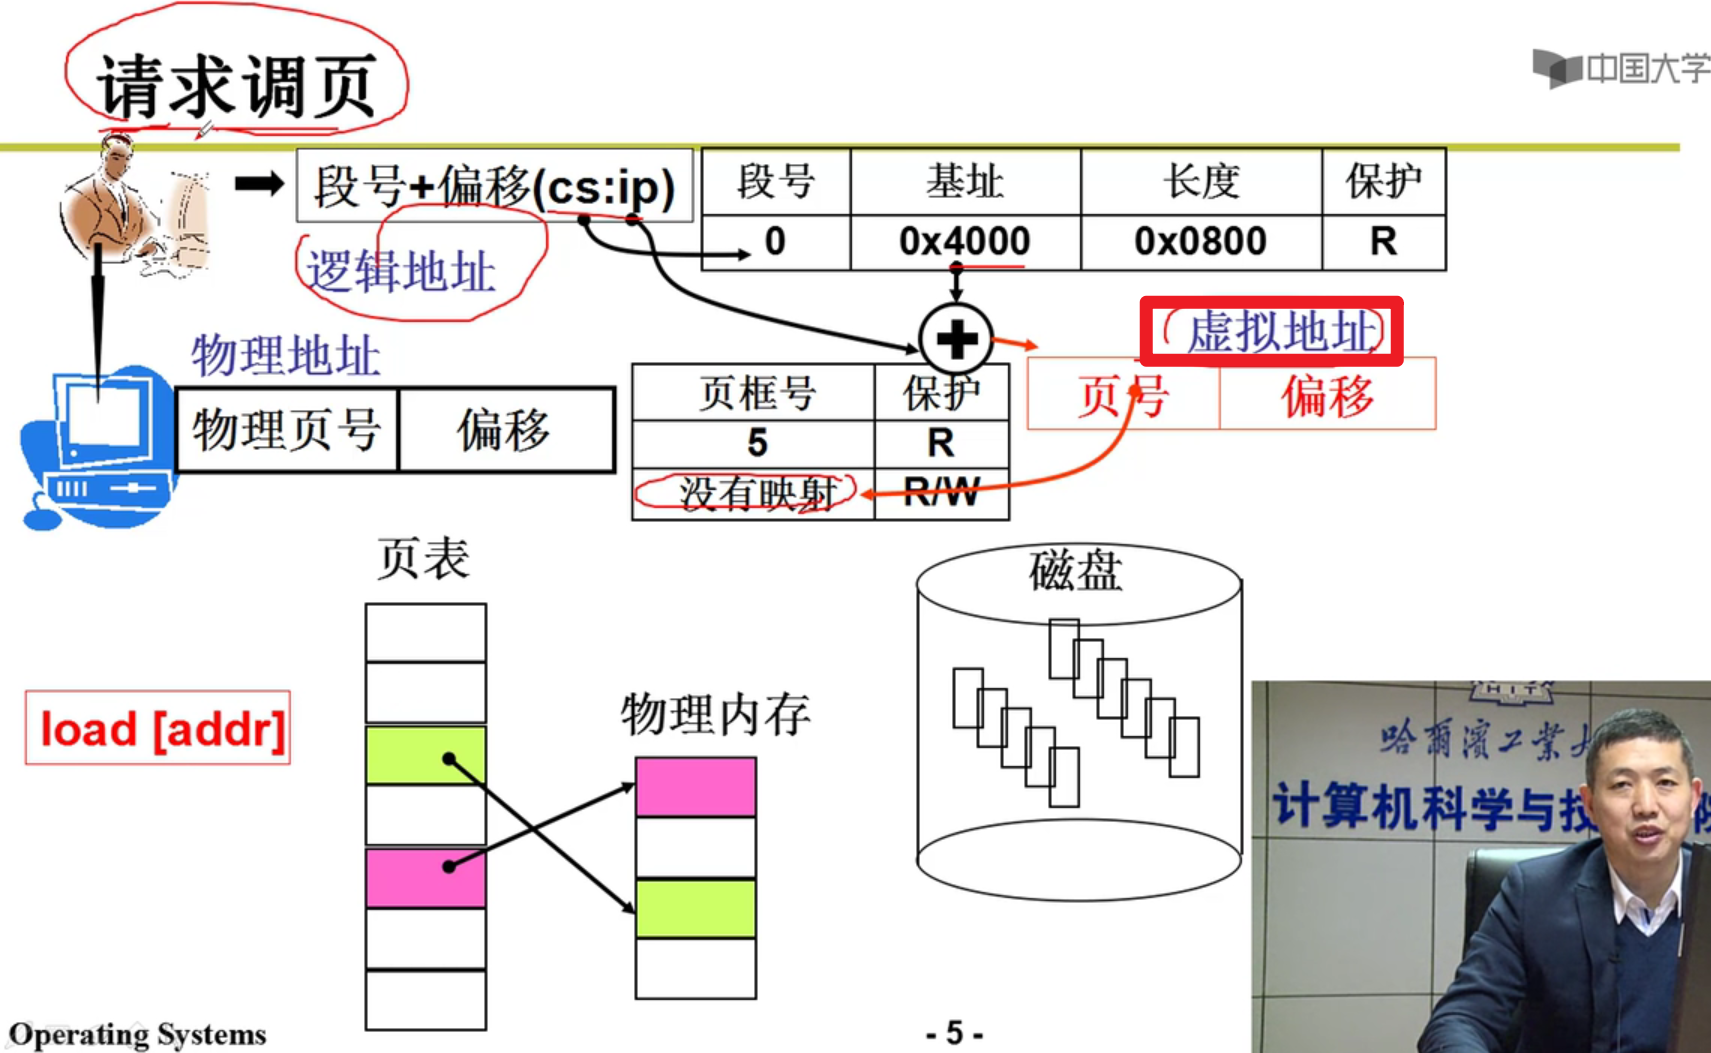 请求调页
中国大学
段号+偏移(cs:ip)
段号 基址 长度 保护
0 0x4000 0x0800 R
逻辑地址
虚拟地址
物理地址
页号 偏移
物理页号 偏移
页框号 保护
5 R
没有映射 R/W
页表
磁盘
物理内存
load [addr]
HIT
哈尔滨工业大
计算机科学与技
Operating Systems
- 5 -